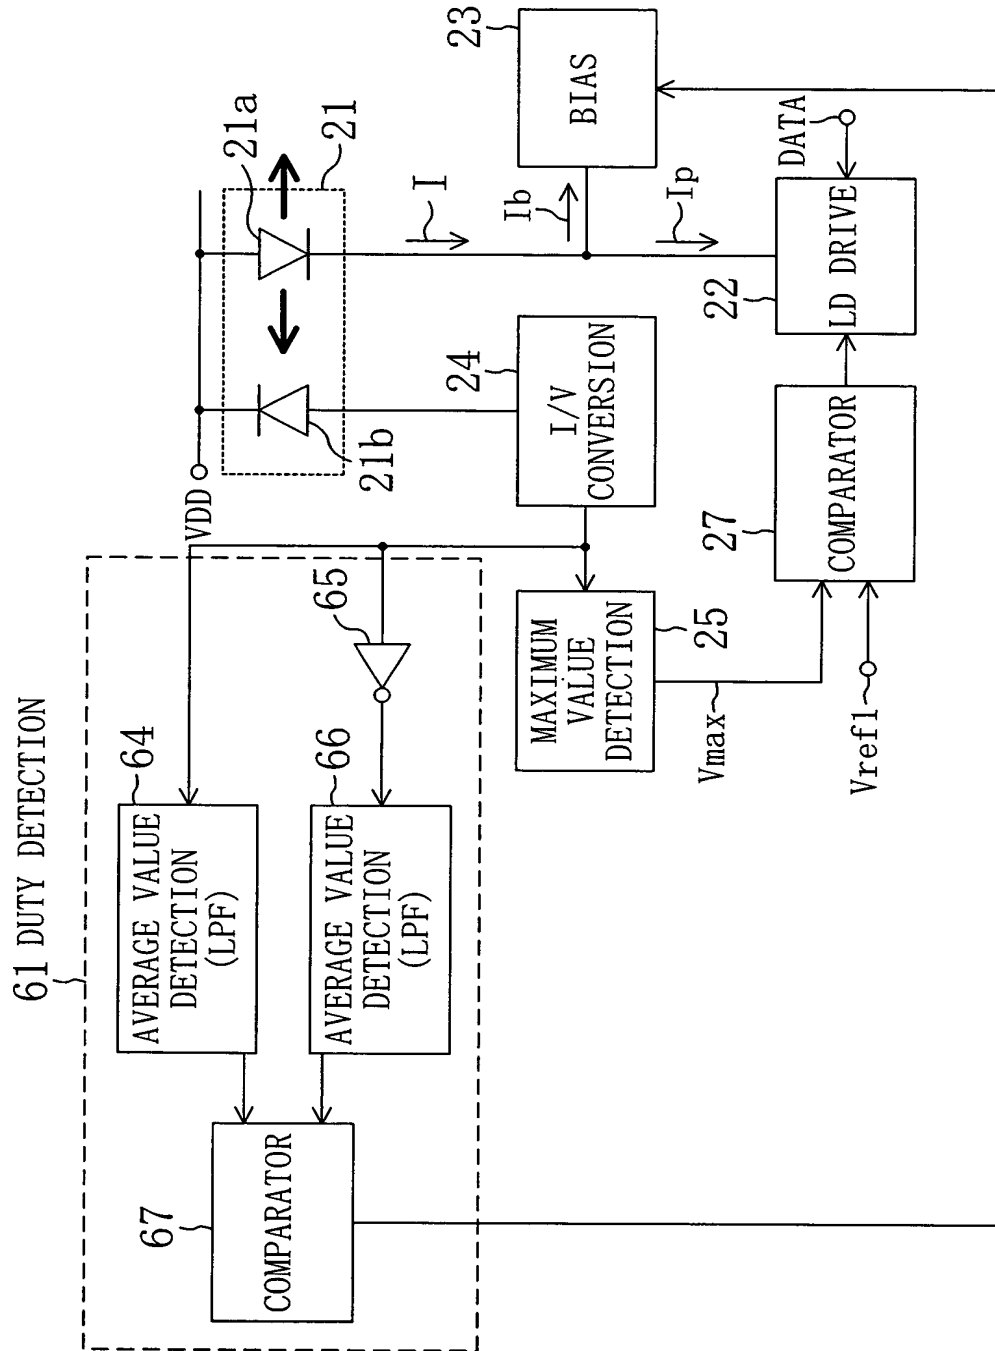 61 DUTY DETECTION
67
COMPARATOR
64
AVERAGE VALUE
DETECTION
(LPF)
66
AVERAGE VALUE
DETECTION
(LPF)
65
VDD
21a
21
21b
I
24
I/V
CONVERSION
25
MAXIMUM
VALUE
DETECTION
Vmax
Vref1
27
COMPARATOR
22
LD DRIVE
DATA
Ib
Ip
23
BIAS